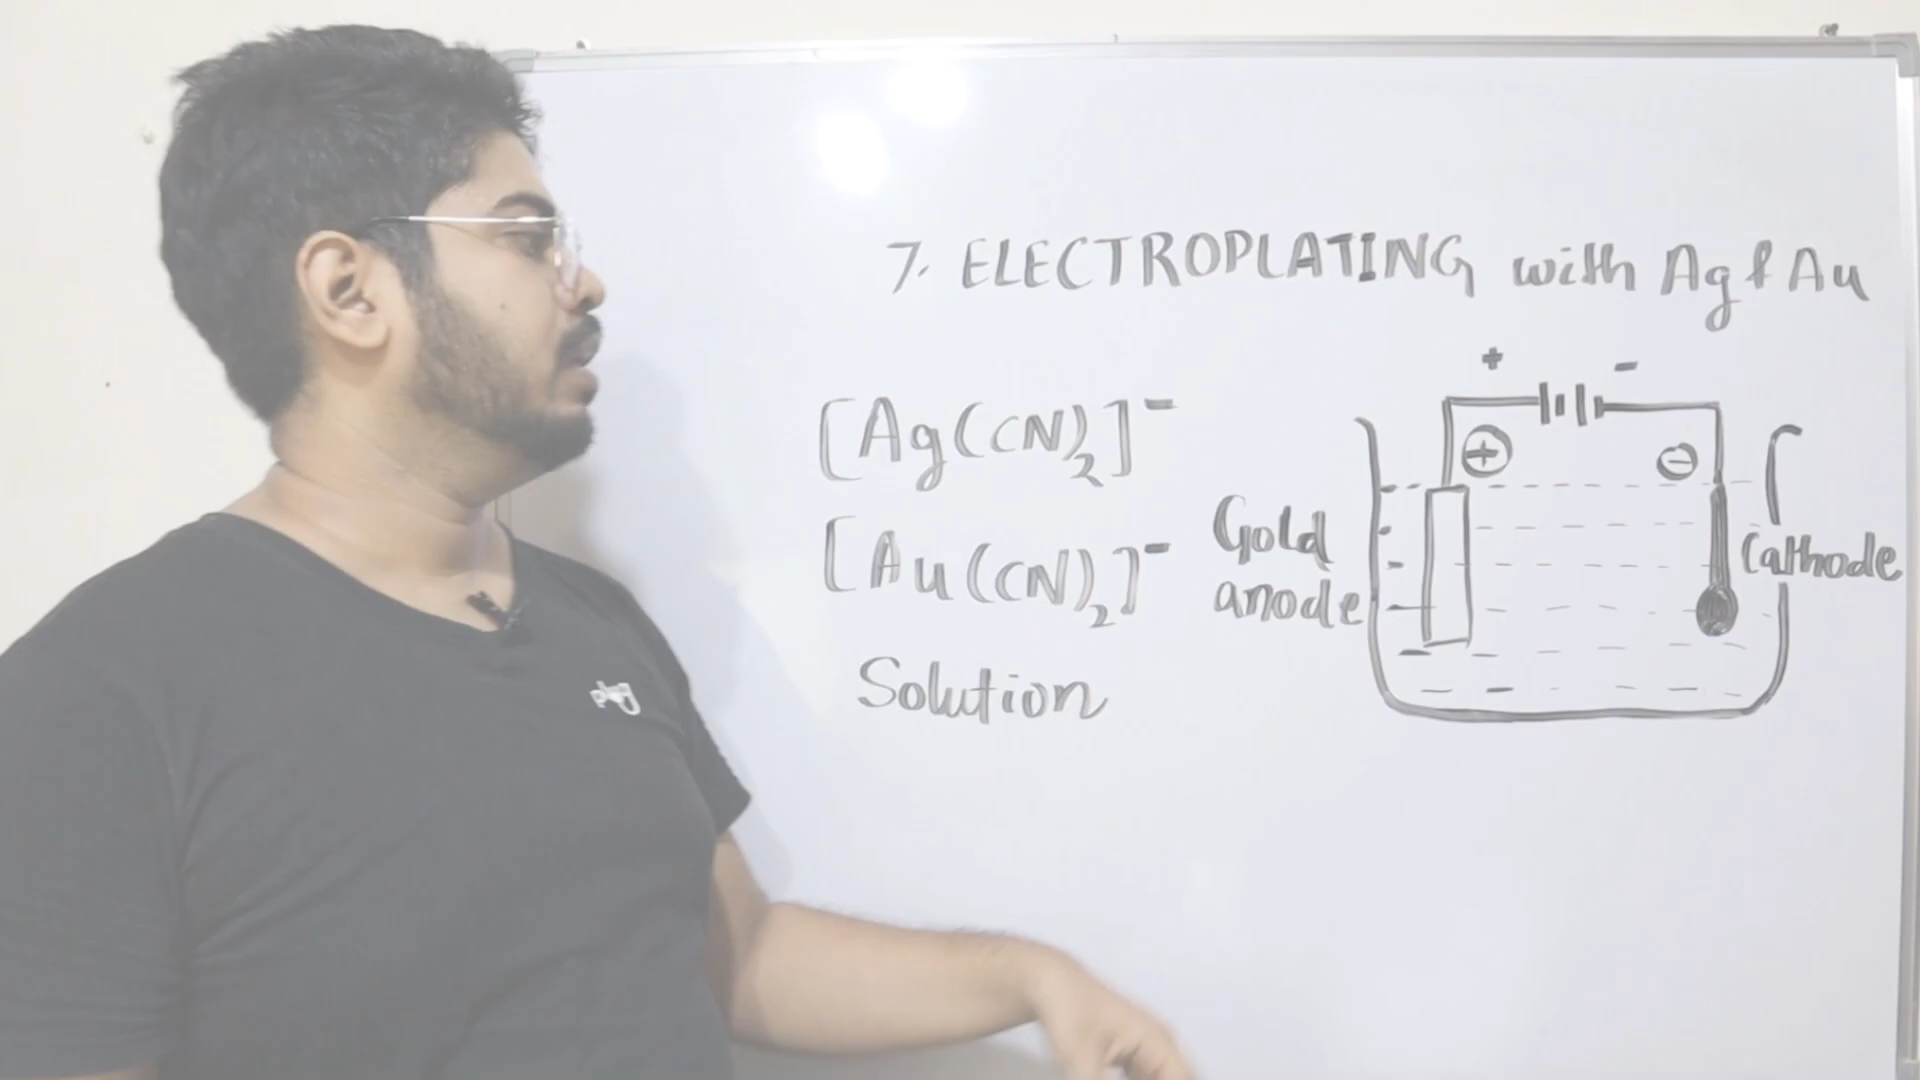 7. ELECTROPLATING with Ag & Au
+ -
[Ag(CN)2]-
[Au(CN)2]-
Solution
Gold
anode
+
-
Cathode